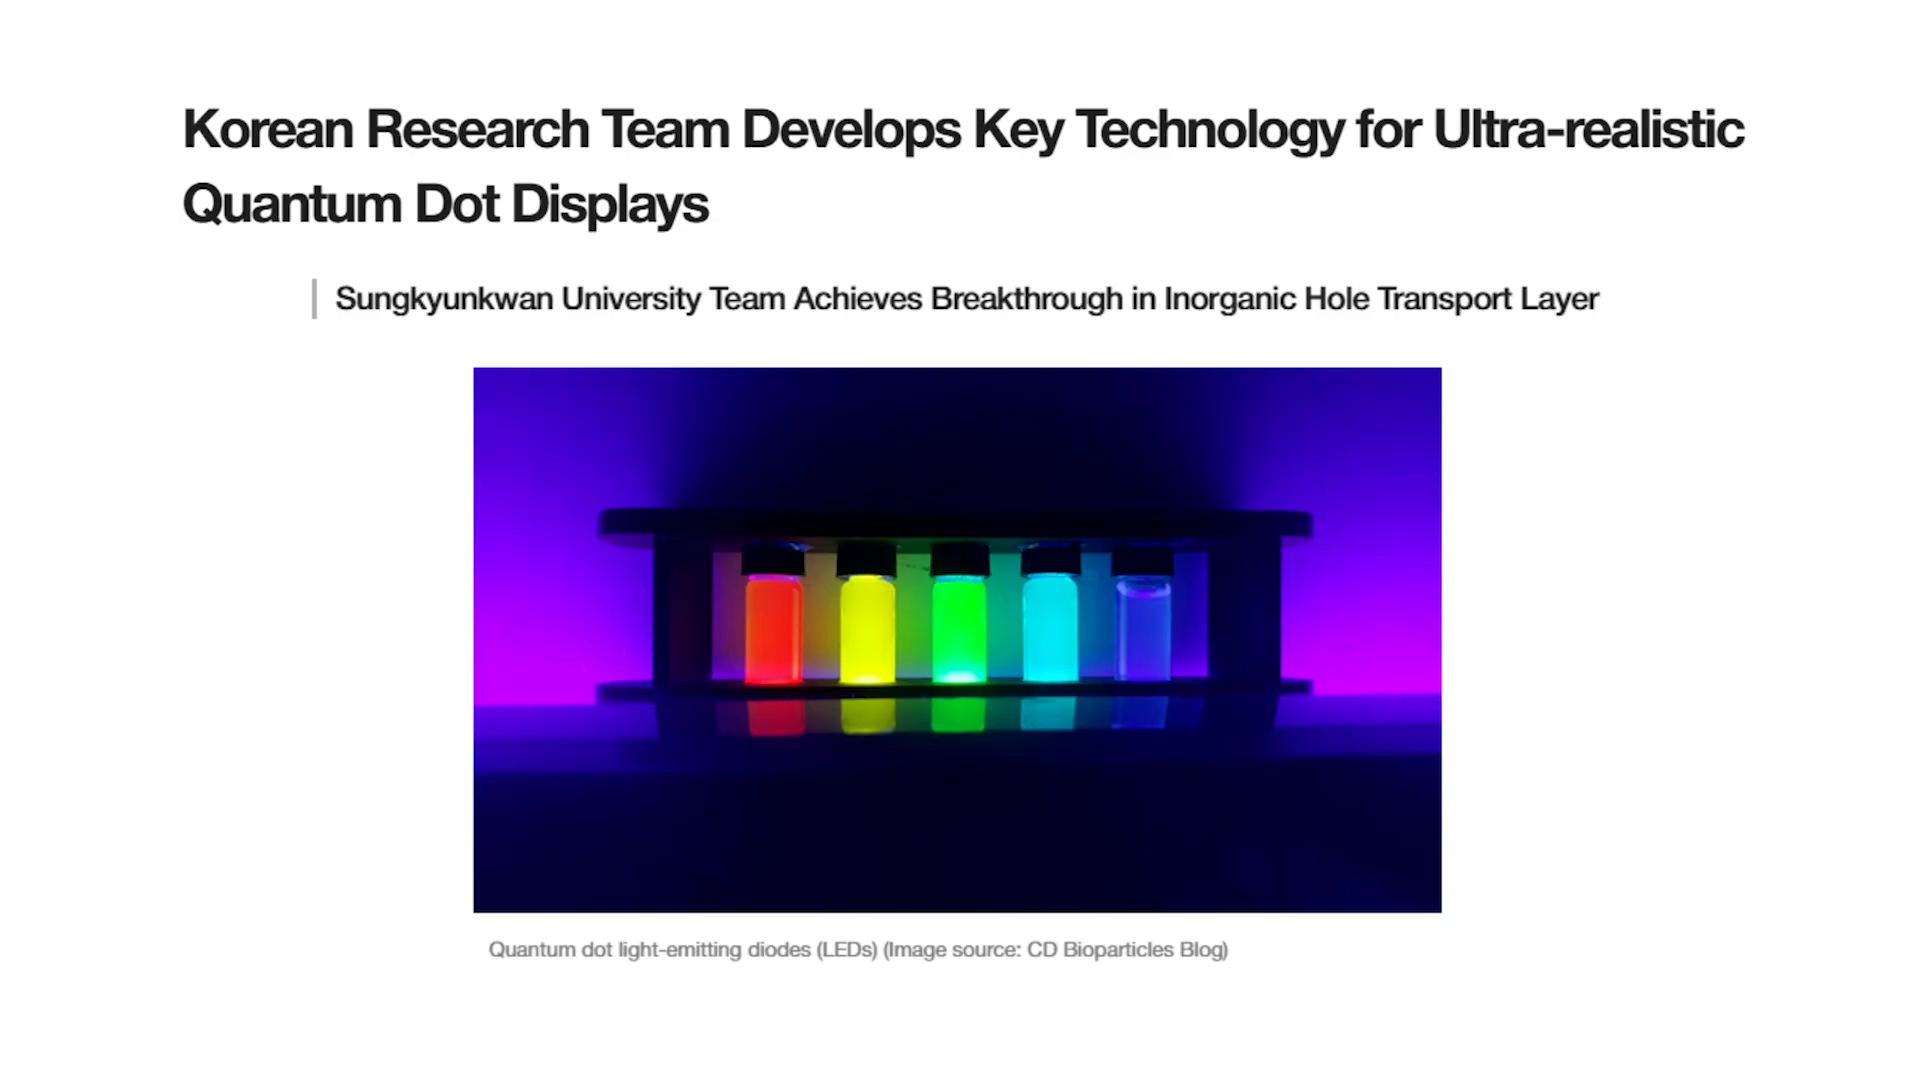 Korean Research Team Develops Key Technology for Ultra-realistic
Quantum Dot Displays
Sungkyunkwan University Team Achieves Breakthrough in Inorganic Hole Transport Layer
Quantum dot light-emitting diodes (LEDs) (Image source: CD Bioparticles Blog)